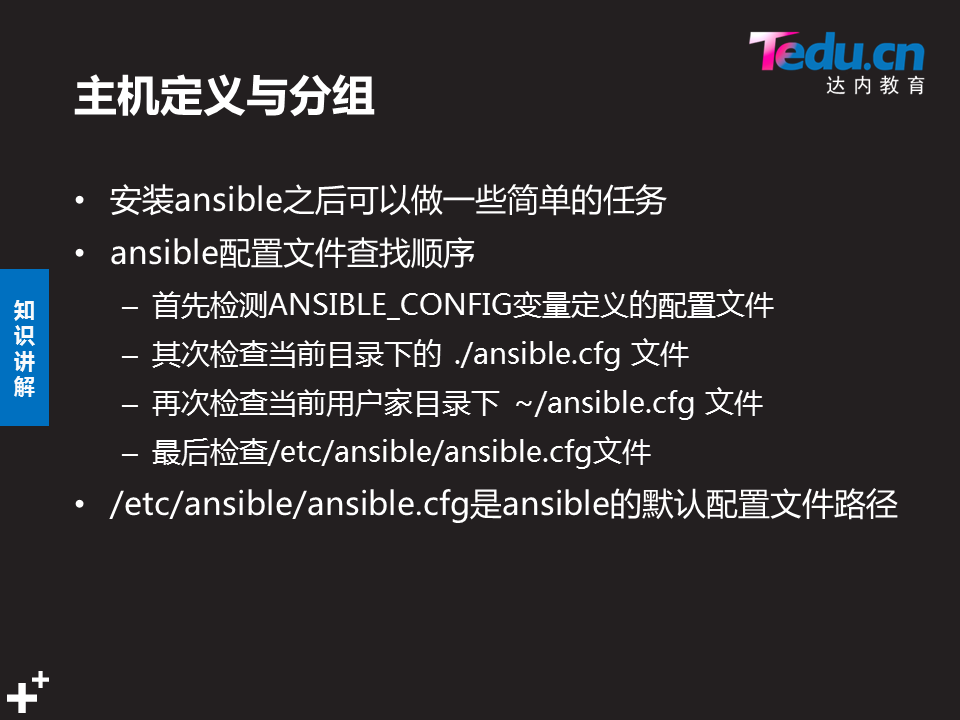 Tedu.cn
达内教育
主机定义与分组
• 安装ansible之后可以做一些简单的任务
• ansible配置文件查找顺序
– 首先检测ANSIBLE_CONFIG变量定义的配置文件
– 其次检查当前目录下的 ./ansible.cfg 文件
– 再次检查当前用户家目录下 ~/ansible.cfg 文件
– 最后检查/etc/ansible/ansible.cfg文件
• /etc/ansible/ansible.cfg是ansible的默认配置文件路径
知识讲解